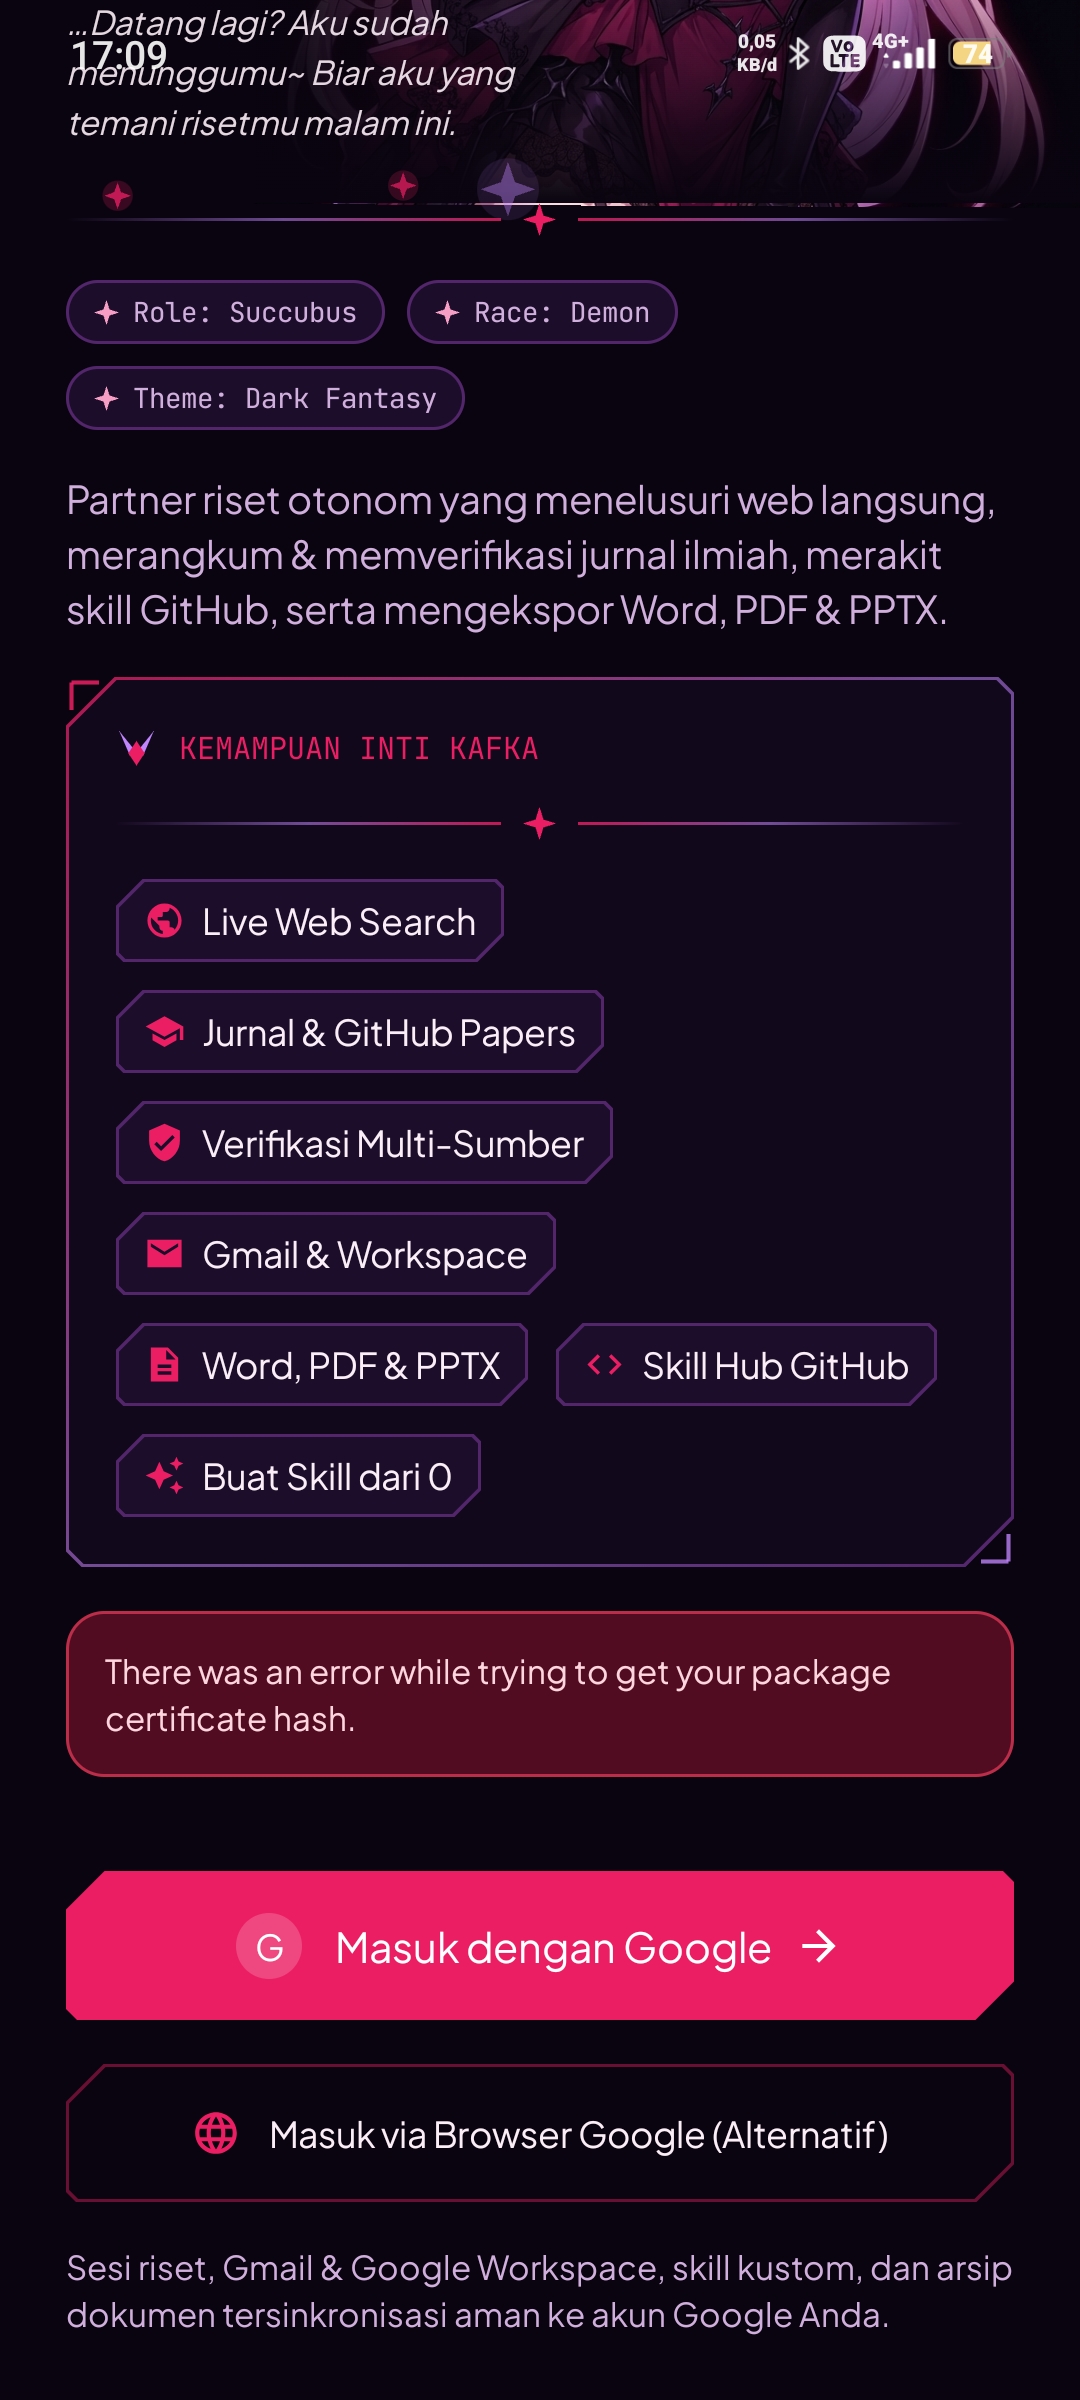 ...Datang lagi? Aku sudah
17:09
0,05
KB/d
Vo
LTE
4G+
74
menunggumu~ Biar aku yang
temani risetmu malam ini.
Role: Succubus
Race: Demon
Theme: Dark Fantasy
Partner riset otonom yang menelusuri web langsung,
merangkum & memverifikasi jurnal ilmiah, merakit
skill GitHub, serta mengekspor Word, PDF & PPTX.
KEMAMPUAN INTI KAFKA
Live Web Search
Jurnal & GitHub Papers
Verifikasi Multi-Sumber
Gmail & Workspace
Word, PDF & PPTX
Skill Hub GitHub
Buat Skill dari 0
There was an error while trying to get your package
certificate hash.
G Masuk dengan Google
Masuk via Browser Google (Alternatif)
Sesi riset, Gmail & Google Workspace, skill kustom, dan arsip
dokumen tersinkronisasi aman ke akun Google Anda.